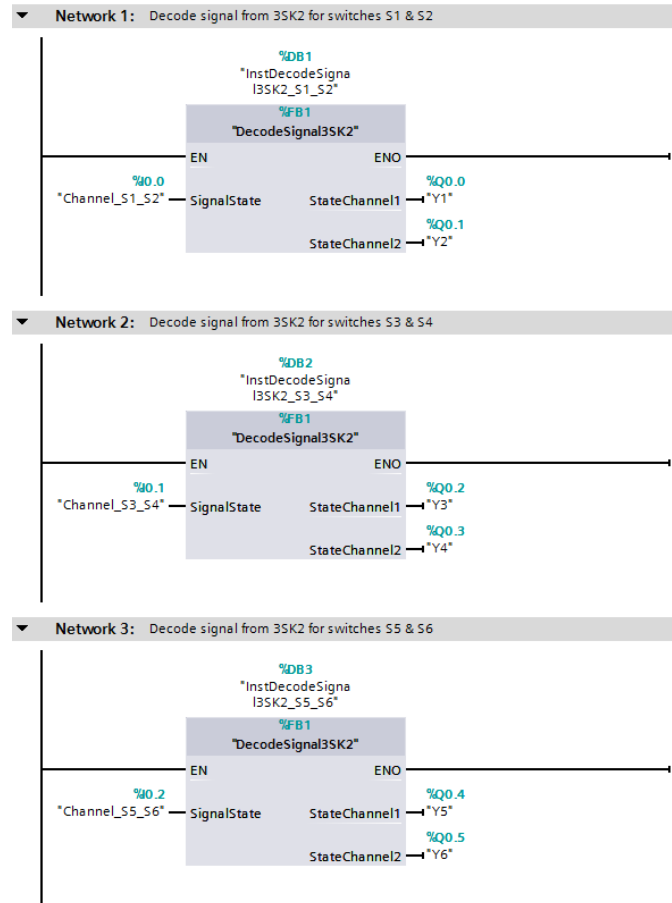 Network 1: Decode signal from 3SK2 for switches S1 & S2
%DB1
"InstDecodeSigna
l3SK2_S1_S2"
%FB1
"DecodeSignal3SK2"
EN ENO
%I0.0 %Q0.0
"Channel_S1_S2" SignalState StateChannel1 "Y1"
%Q0.1
StateChannel2 "Y2"
Network 2: Decode signal from 3SK2 for switches S3 & S4
%DB2
"InstDecodeSigna
l3SK2_S3_S4"
%FB1
"DecodeSignal3SK2"
EN ENO
%I0.1 %Q0.2
"Channel_S3_S4" SignalState StateChannel1 "Y3"
%Q0.3
StateChannel2 "Y4"
Network 3: Decode signal from 3SK2 for switches S5 & S6
%DB3
"InstDecodeSigna
l3SK2_S5_S6"
%FB1
"DecodeSignal3SK2"
EN ENO
%I0.2 %Q0.4
"Channel_S5_S6" SignalState StateChannel1 "Y5"
%Q0.5
StateChannel2 "Y6"